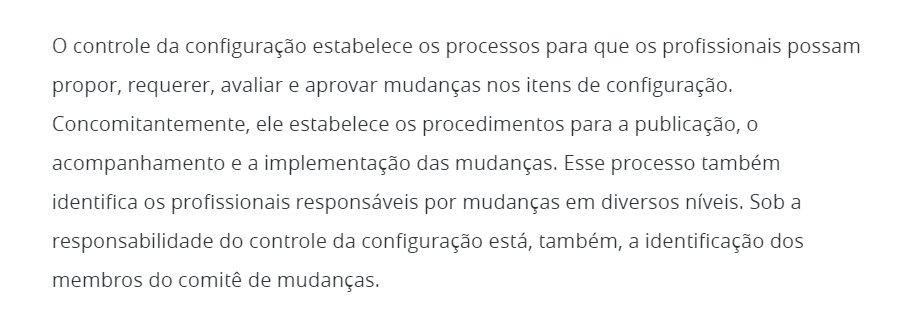 O controle da configuração estabelece os processos para que os profissionais possam
propor, requerer, avaliar e aprovar mudanças nos itens de configuração.
Concomitantemente, ele estabelece os procedimentos para a publicação, o
acompanhamento e a implementação das mudanças. Esse processo também
identifica os profissionais responsáveis por mudanças em diversos níveis. Sob a
responsabilidade do controle da configuração está, também, a identificação dos
membros do comitê de mudanças.